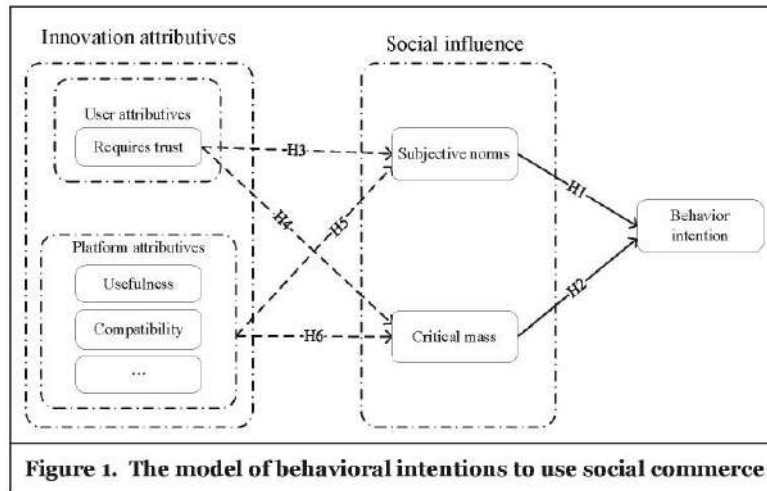 Innovation attributives
Social influence
User attributives
Requires trust
H3
Subjective norms
H1
Behavior
intention
H4
H5
Platform attributives
Usefulness
Compatibility
...
H6
Critical mass
H2
Figure 1. The model of behavioral intentions to use social commerce